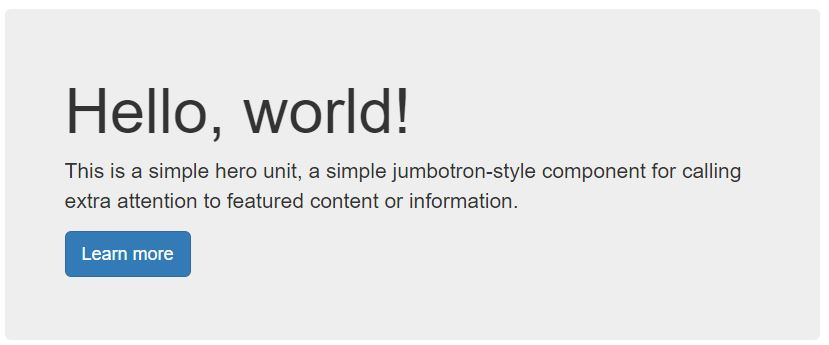 Hello, world!
This is a simple hero unit, a simple jumbotron-style component for calling
extra attention to featured content or information.
Learn more